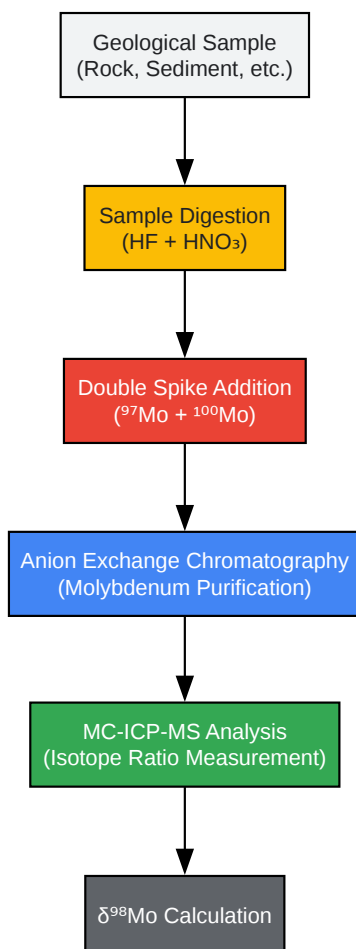 Geological Sample
(Rock, Sediment, etc.)
Sample Digestion
(HF + HNO₃)
Double Spike Addition
(⁹⁷Mo + ¹⁰⁰Mo)
Anion Exchange Chromatography
(Molybdenum Purification)
MC-ICP-MS Analysis
(Isotope Ratio Measurement)
δ⁹⁸Mo Calculation